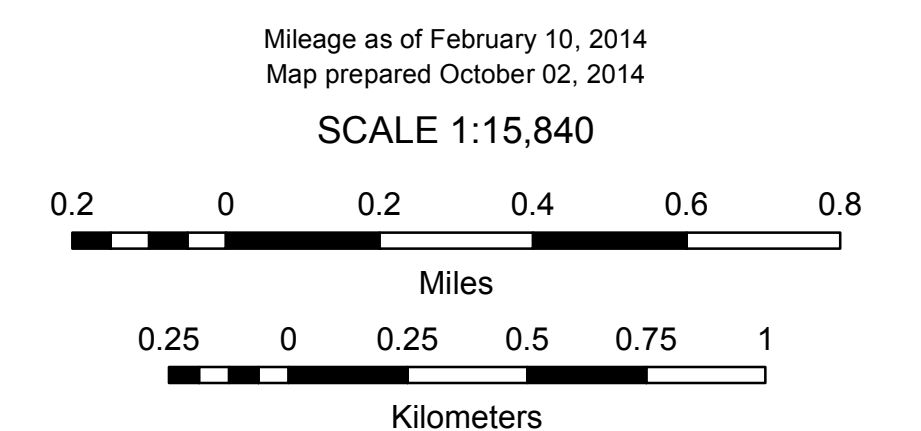 Mileage as of February 10, 2014
Map prepared October 02, 2014
SCALE 1:15,840
0.2 0 0.2 0.4 0.6 0.8
Miles
0.25 0 0.25 0.5 0.75 1
Kilometers